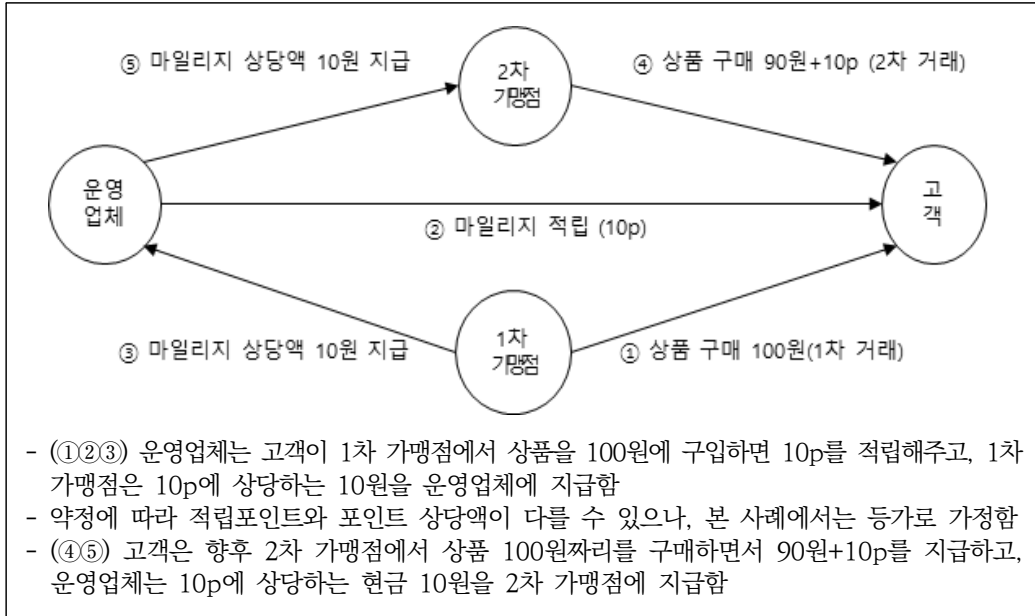 ⑤ 마일리지 상당액 10원 지급
2차
가맹점
④ 상품 구매 90원+10p (2차 거래)
운영
업체
고
객
② 마일리지 적립 (10p)
③ 마일리지 상당액 10원 지급
1차
가맹점
① 상품 구매 100원(1차 거래)
- (①②③) 운영업체는 고객이 1차 가맹점에서 상품을 100원에 구입하면 10p를 적립해주고, 1차
가맹점은 10p에 상당하는 10원을 운영업체에 지급함
- 약정에 따라 적립포인트와 포인트 상당액이 다를 수 있으나, 본 사례에서는 등가로 가정함
- (④⑤) 고객은 향후 2차 가맹점에서 상품 100원짜리를 구매하면서 90원+10p를 지급하고,
운영업체는 10p에 상당하는 현금 10원을 2차 가맹점에 지급함